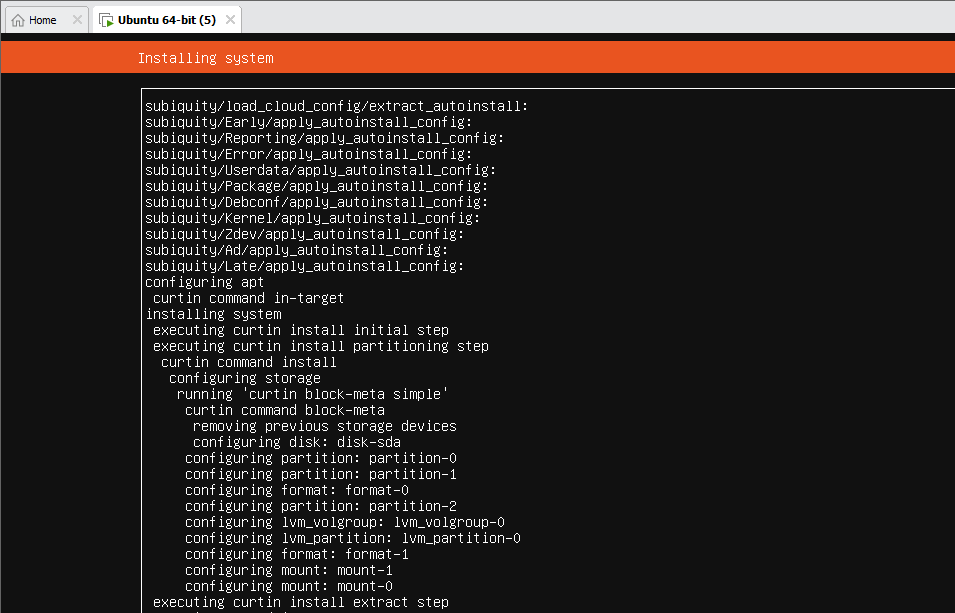 Home
Ubuntu 64-bit (5)
Installing system
subiquity/load_cloud_config/extract_autoinstall:
subiquity/Early/apply_autoinstall_config:
subiquity/Reporting/apply_autoinstall_config:
subiquity/Error/apply_autoinstall_config:
subiquity/Userdata/apply_autoinstall_config:
subiquity/Package/apply_autoinstall_config:
subiquity/Debconf/apply_autoinstall_config:
subiquity/Kernel/apply_autoinstall_config:
subiquity/Zdev/apply_autoinstall_config:
subiquity/Ad/apply_autoinstall_config:
subiquity/Late/apply_autoinstall_config:
configuring apt
curtin command in-target
installing system
executing curtin install initial step
executing curtin install partitioning step
curtin command install
configuring storage
running 'curtin block-meta simple'
curtin command block-meta
removing previous storage devices
configuring disk: disk-sda
configuring partition: partition-0
configuring partition: partition-1
configuring format: format-0
configuring partition: partition-2
configuring lvm_volgroup: lvm_volgroup-0
configuring lvm_partition: lvm_partition-0
configuring format: format-1
configuring mount: mount-1
configuring mount: mount-0
executing curtin install extract step